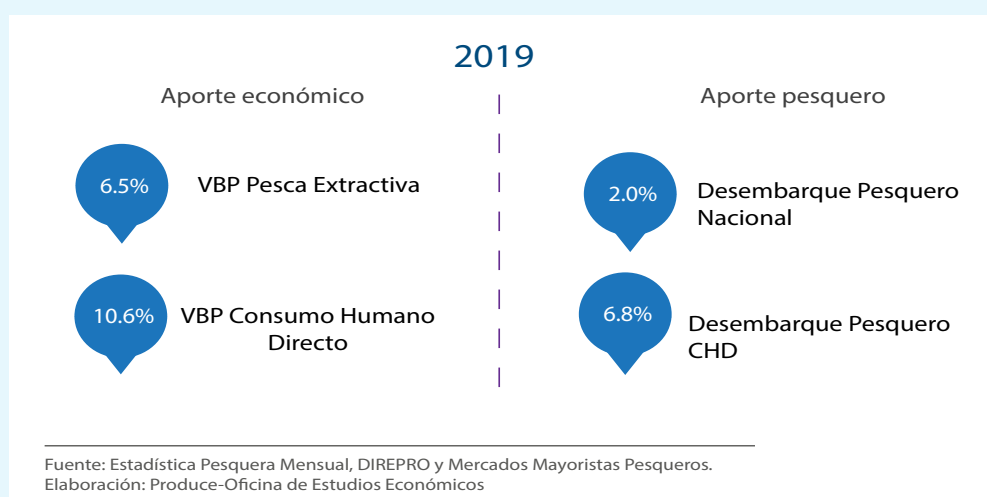 2019
Aporte económico
6.5%
VBP Pesca Extractiva
10.6%
VBP Consumo Humano
Directo
Aporte pesquero
2.0%
Desembarque Pesquero
Nacional
6.8%
Desembarque Pesquero
CHD
Fuente: Estadística Pesquera Mensual, DIREPRO y Mercados Mayoristas Pesqueros.
Elaboración: Produce-Oficina de Estudios Económicos